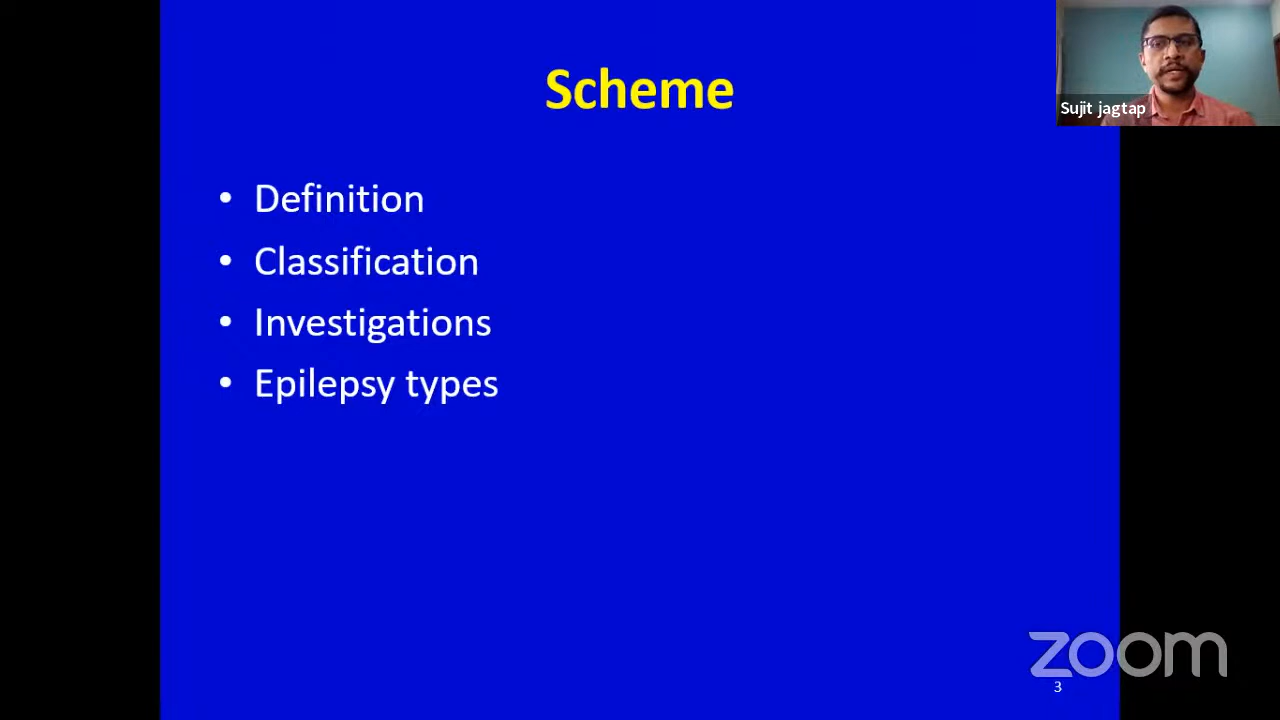 Scheme
Sujit jagtap
• Definition
• Classification
• Investigations
• Epilepsy types
zoom
3